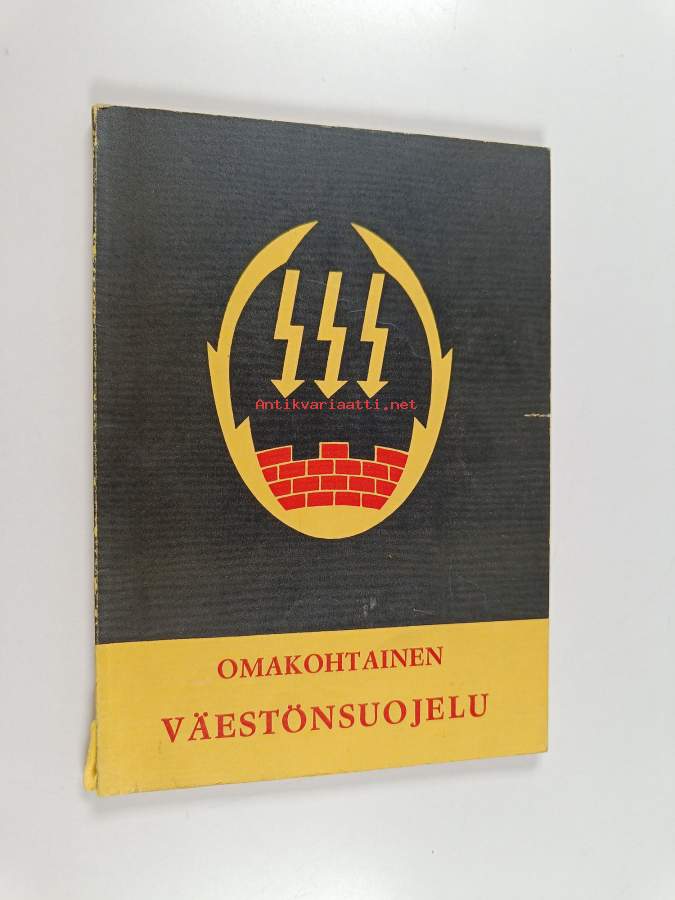 Antikvariaatti.net
OMAKOHTAINEN
VÄESTÖNSUOJELU